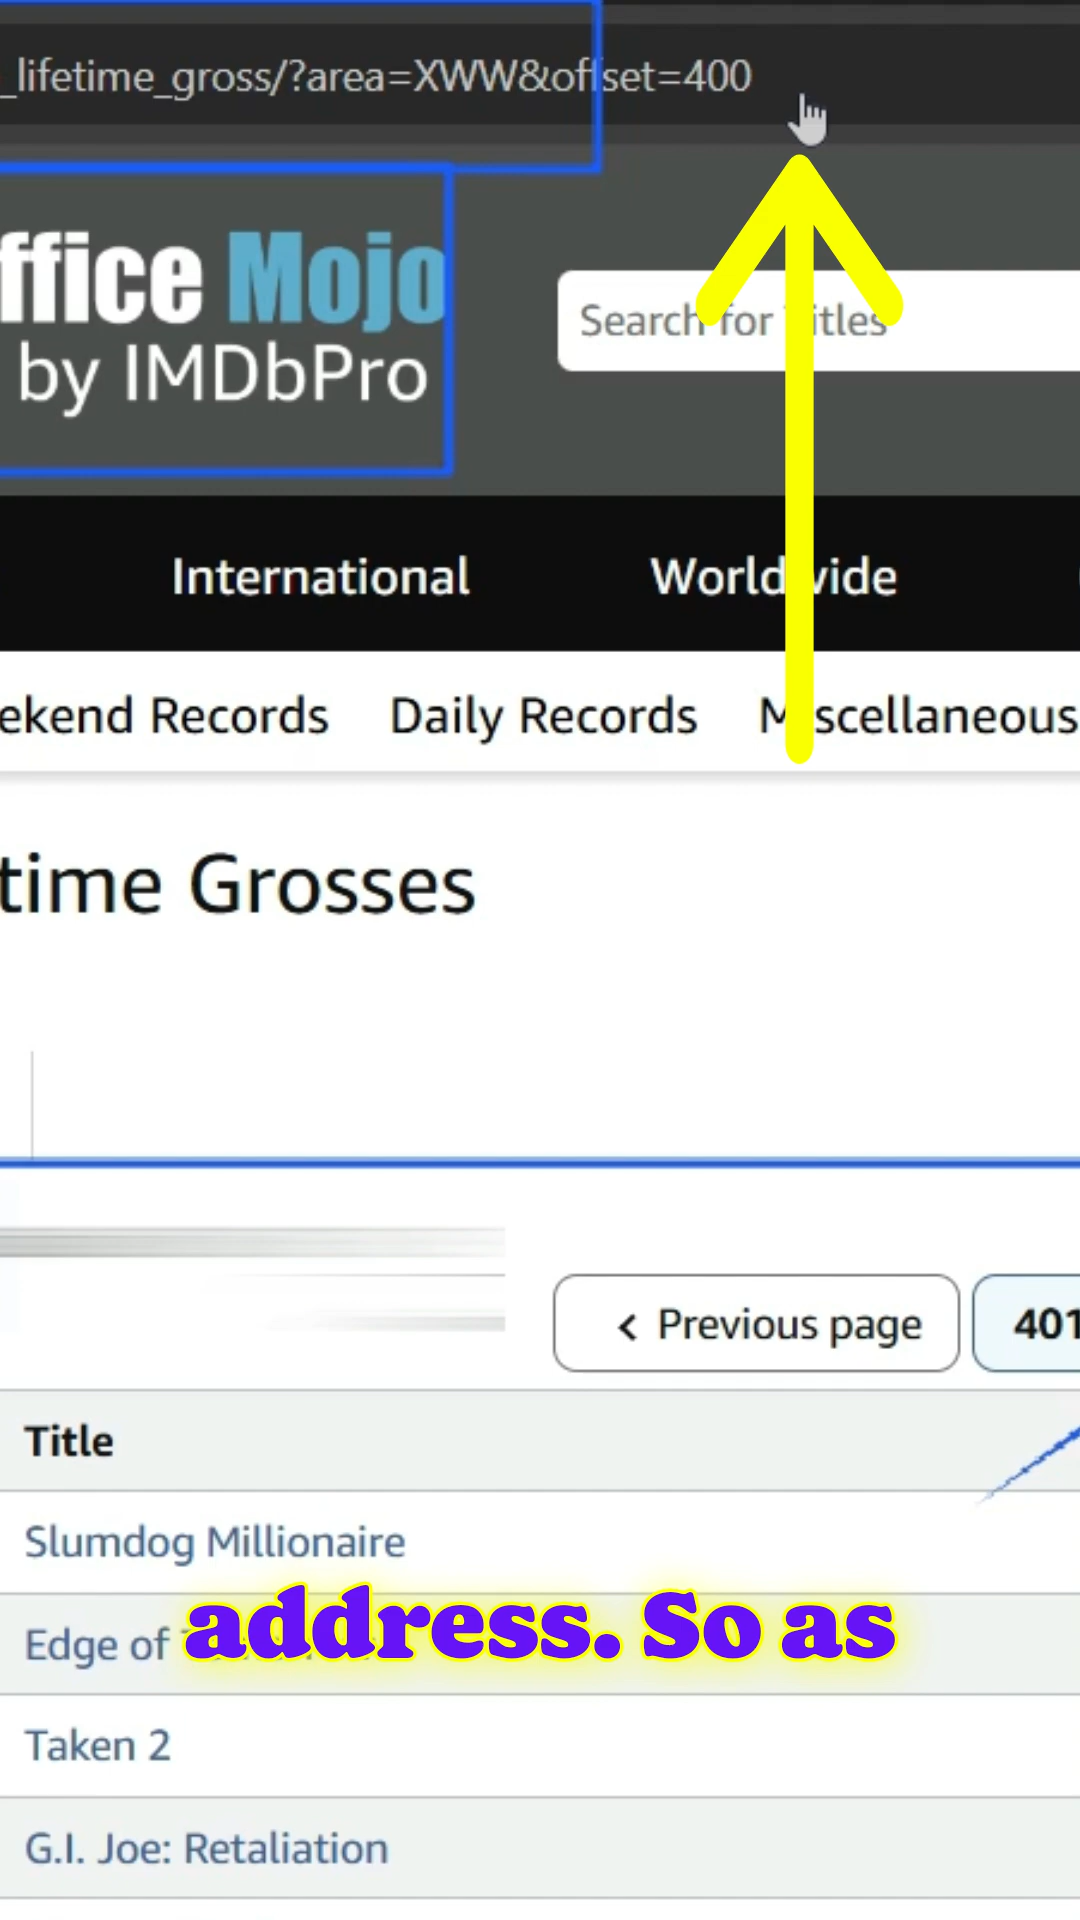 _lifetime_gross/?area=XWW&offset=400
ffice Mojo
by IMDbPro
Search for Titles
International Worldwide
ekend Records Daily Records Miscellaneous
time Grosses
‹ Previous page 401
Title
Slumdog Millionaire
Edge of
address. So as
Taken 2
G.I. Joe: Retaliation